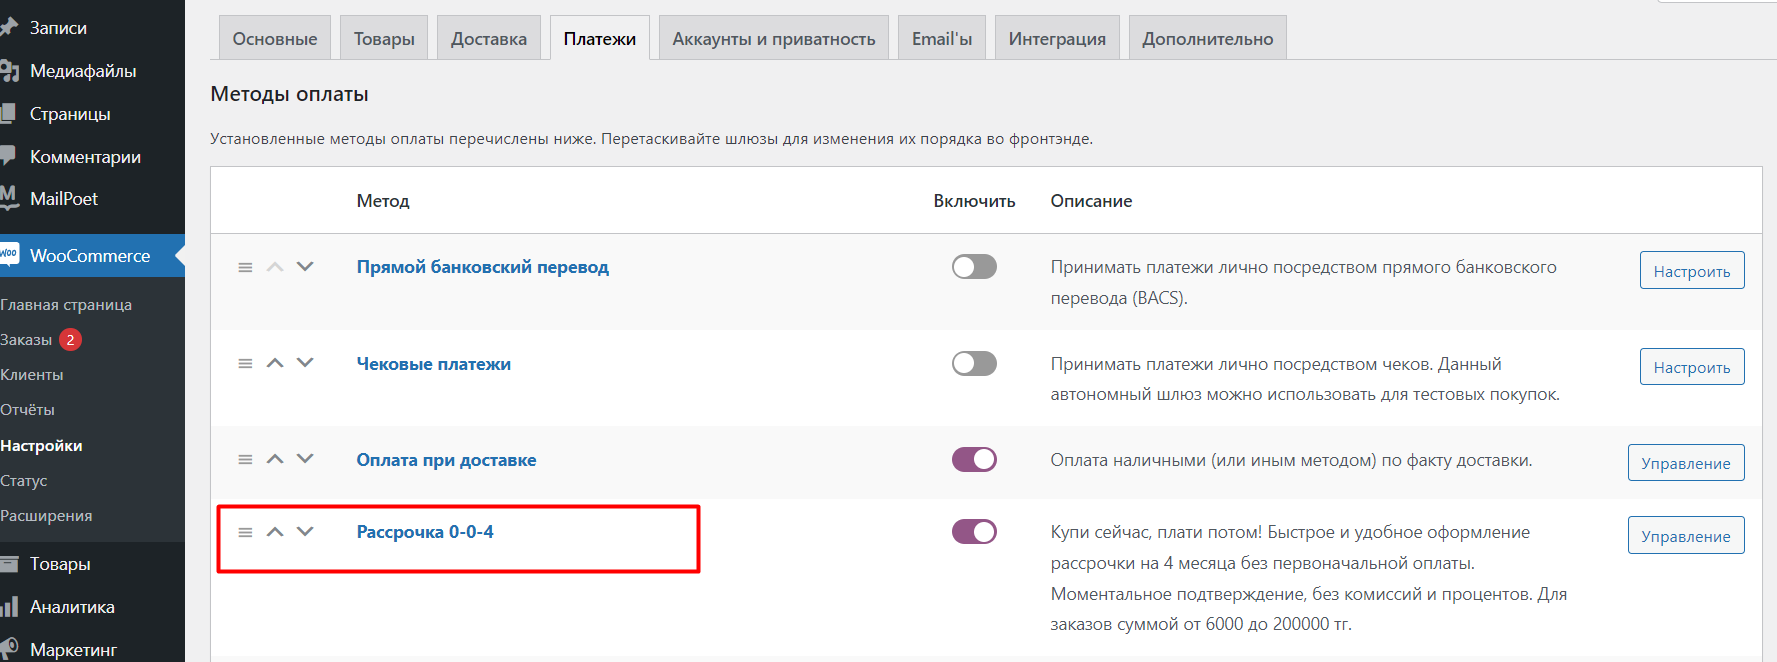 Записи
Медиафайлы
Страницы
Комментарии
MailPoet
WooCommerce
Главная страница
Заказы 2
Клиенты
Отчёты
Настройки
Статус
Расширения
Товары
Аналитика
Маркетинг
Основные Товары Доставка Платежи Аккаунты и приватность Email'ы Интеграция Дополнительно
Методы оплаты
Установленные методы оплаты перечислены ниже. Перетаскивайте шлюзы для изменения их порядка во фронтэнде.
Метод Включить Описание
Прямой банковский перевод Принимать платежи лично посредством прямого банковского Настроить
перевода (BACS).
Чековые платежи Принимать платежи лично посредством чеков. Данный Настроить
автономный шлюз можно использовать для тестовых покупок.
Оплата при доставке Оплата наличными (или иным методом) по факту доставки. Управление
Рассрочка 0-0-4 Купи сейчас, плати потом! Быстрое и удобное оформление Управление
рассрочки на 4 месяца без первоначальной оплаты.
Моментальное подтверждение, без комиссий и процентов. Для
заказов суммой от 6000 до 200000 тг.